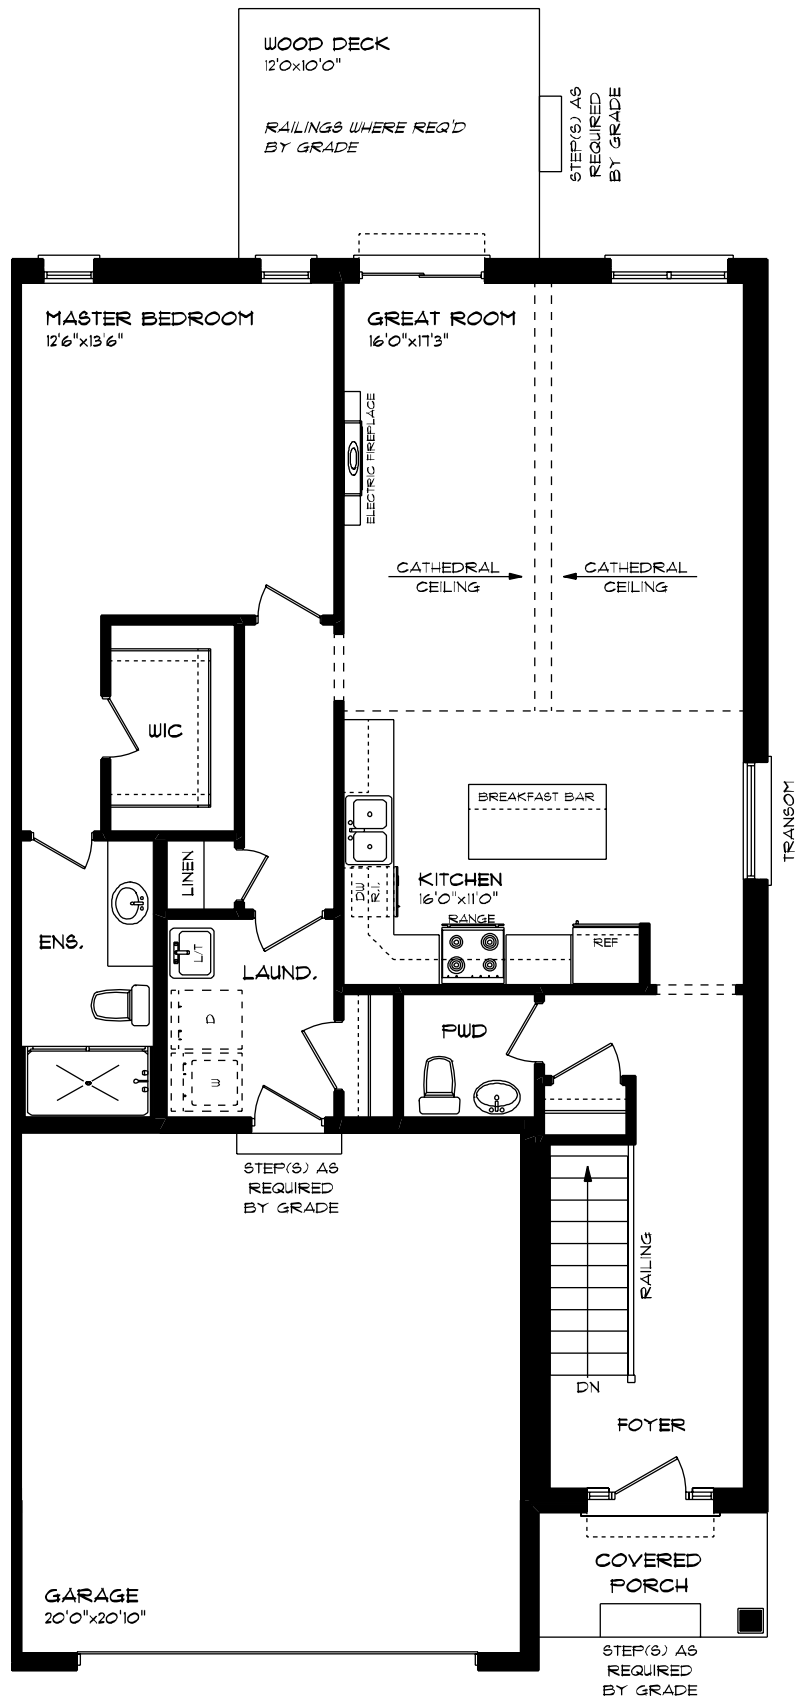 WOOD DECK
12'0x10'0"
RAILINGS WHERE REQ'D
BY GRADE
STEP(S) AS
REQUIRED
BY GRADE
MASTER BEDROOM
12'6"x13'6"
GREAT ROOM
16'0"x17'3"
ELECTRIC FIREPLACE
CATHEDRAL
CEILING
CATHEDRAL
CEILING
WIC
BREAKFAST BAR
TRANSOM
LINEN
DW
R.I.
KITCHEN
16'0"x11'0"
RANGE
REF
ENS.
L/T
LAUND.
D
W
PWD
STEP(S) AS
REQUIRED
BY GRADE
RAILING
DN
FOYER
GARAGE
20'0"x20'10"
COVERED
PORCH
STEP(S) AS
REQUIRED
BY GRADE